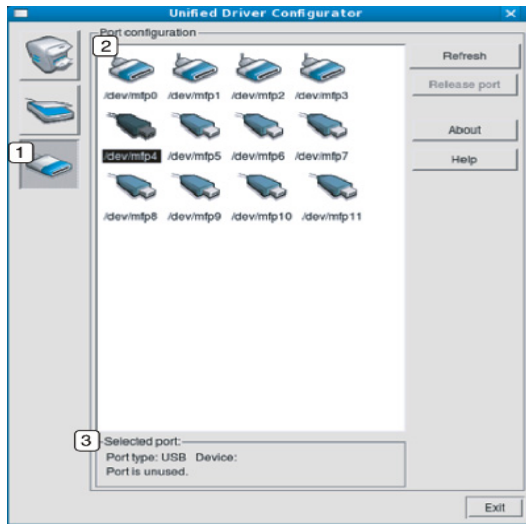 Unified Driver Configurator
Port configuration
2
Refresh
/dev/mfp0 /dev/mfp1 /dev/mfp2 /dev/mfp3
Release port
About
1
/dev/mfp4 /dev/mfp5 /dev/mfp6 /dev/mfp7
Help
/dev/mfp8 /dev/mfp9 /dev/mfp10 /dev/mfp11
3
Selected port:
Port type: USB Device:
Port is unused.
Exit